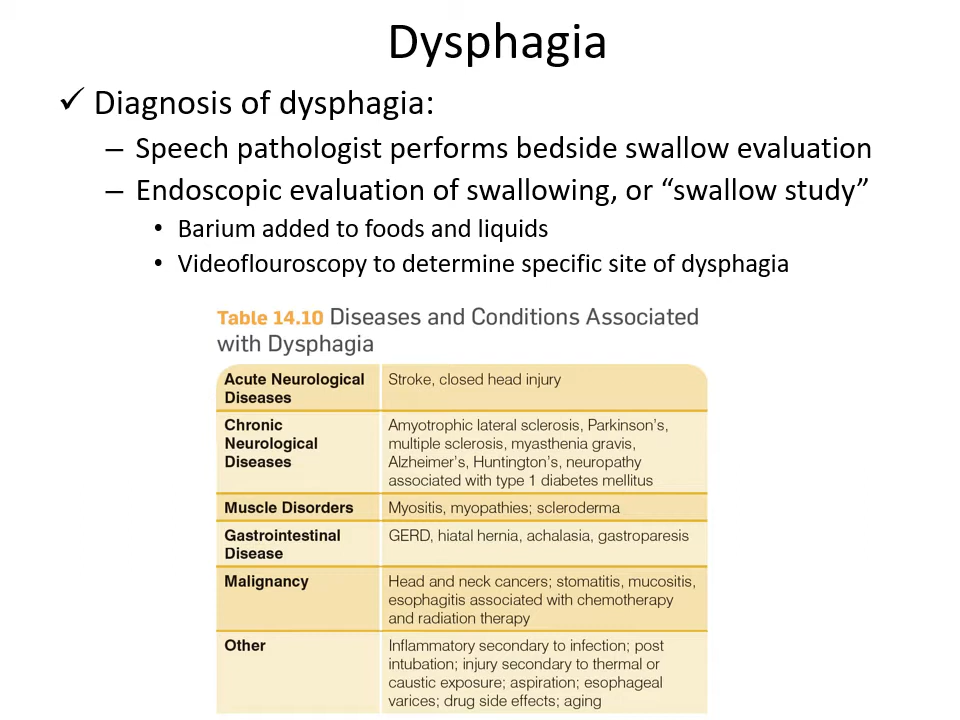 Dysphagia
✓ Diagnosis of dysphagia:
– Speech pathologist performs bedside swallow evaluation
– Endoscopic evaluation of swallowing, or “swallow study”
• Barium added to foods and liquids
• Videoflouroscopy to determine specific site of dysphagia
Table 14.10 Diseases and Conditions Associated
with Dysphagia
Acute Neurological
Diseases
Stroke, closed head injury
Chronic
Neurological
Diseases
Amyotrophic lateral sclerosis, Parkinson’s,
multiple sclerosis, myasthenia gravis,
Alzheimer’s, Huntington’s, neuropathy
associated with type 1 diabetes mellitus
Muscle Disorders
Myositis, myopathies; scleroderma
Gastrointestinal
Disease
GERD, hiatal hernia, achalasia, gastroparesis
Malignancy
Head and neck cancers; stomatitis, mucositis,
esophagitis associated with chemotherapy
and radiation therapy
Other
Inflammatory secondary to infection; post
intubation; injury secondary to thermal or
caustic exposure; aspiration; esophageal
varices; drug side effects; aging